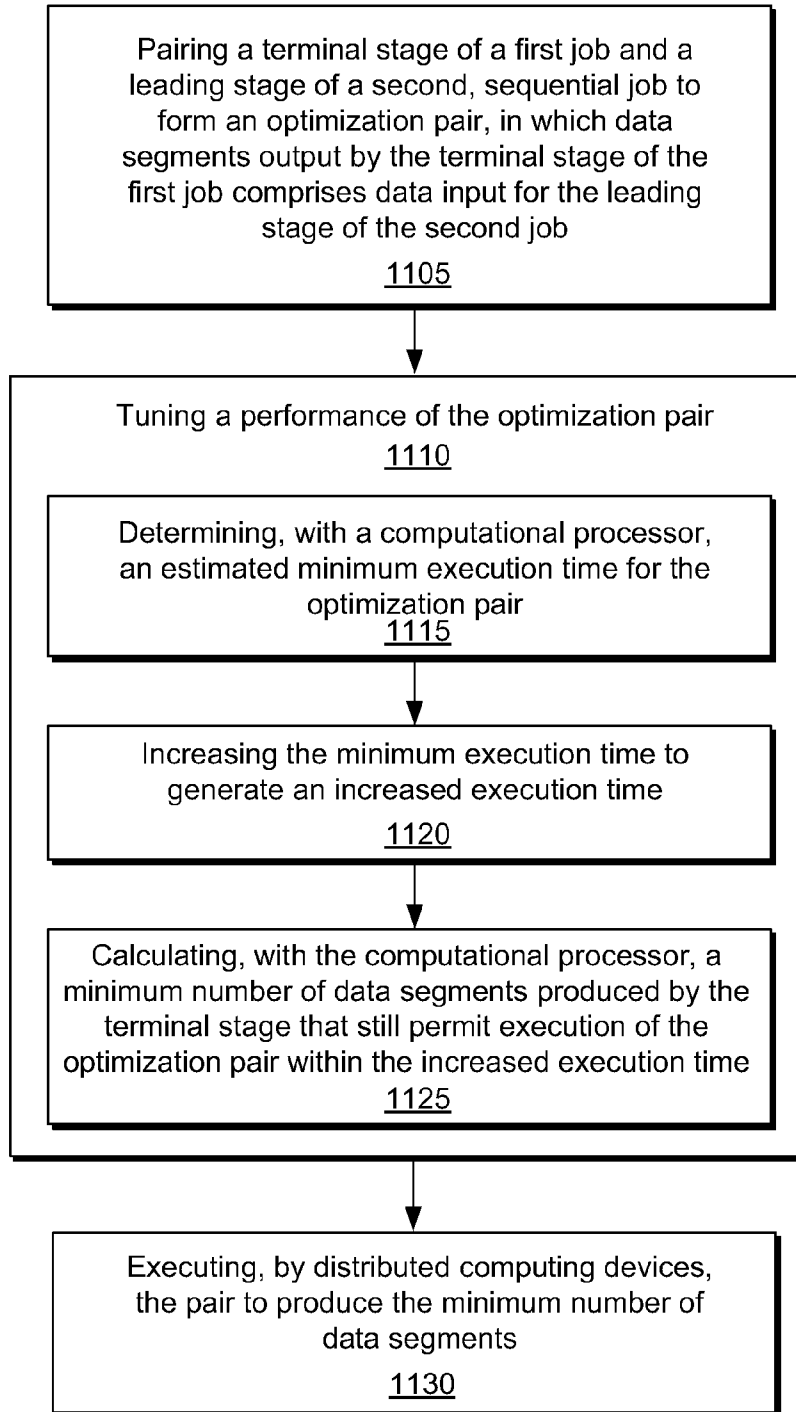 Pairing a terminal stage of a first job and a
leading stage of a second, sequential job to
form an optimization pair, in which data
segments output by the terminal stage of the
first job comprises data input for the leading
stage of the second job
1105
Tuning a performance of the optimization pair
1110
Determining, with a computational processor,
an estimated minimum execution time for the
optimization pair
1115
Increasing the minimum execution time to
generate an increased execution time
1120
Calculating, with the computational processor, a
minimum number of data segments produced by the
terminal stage that still permit execution of the
optimization pair within the increased execution time
1125
Executing, by distributed computing devices,
the pair to produce the minimum number of
data segments
1130